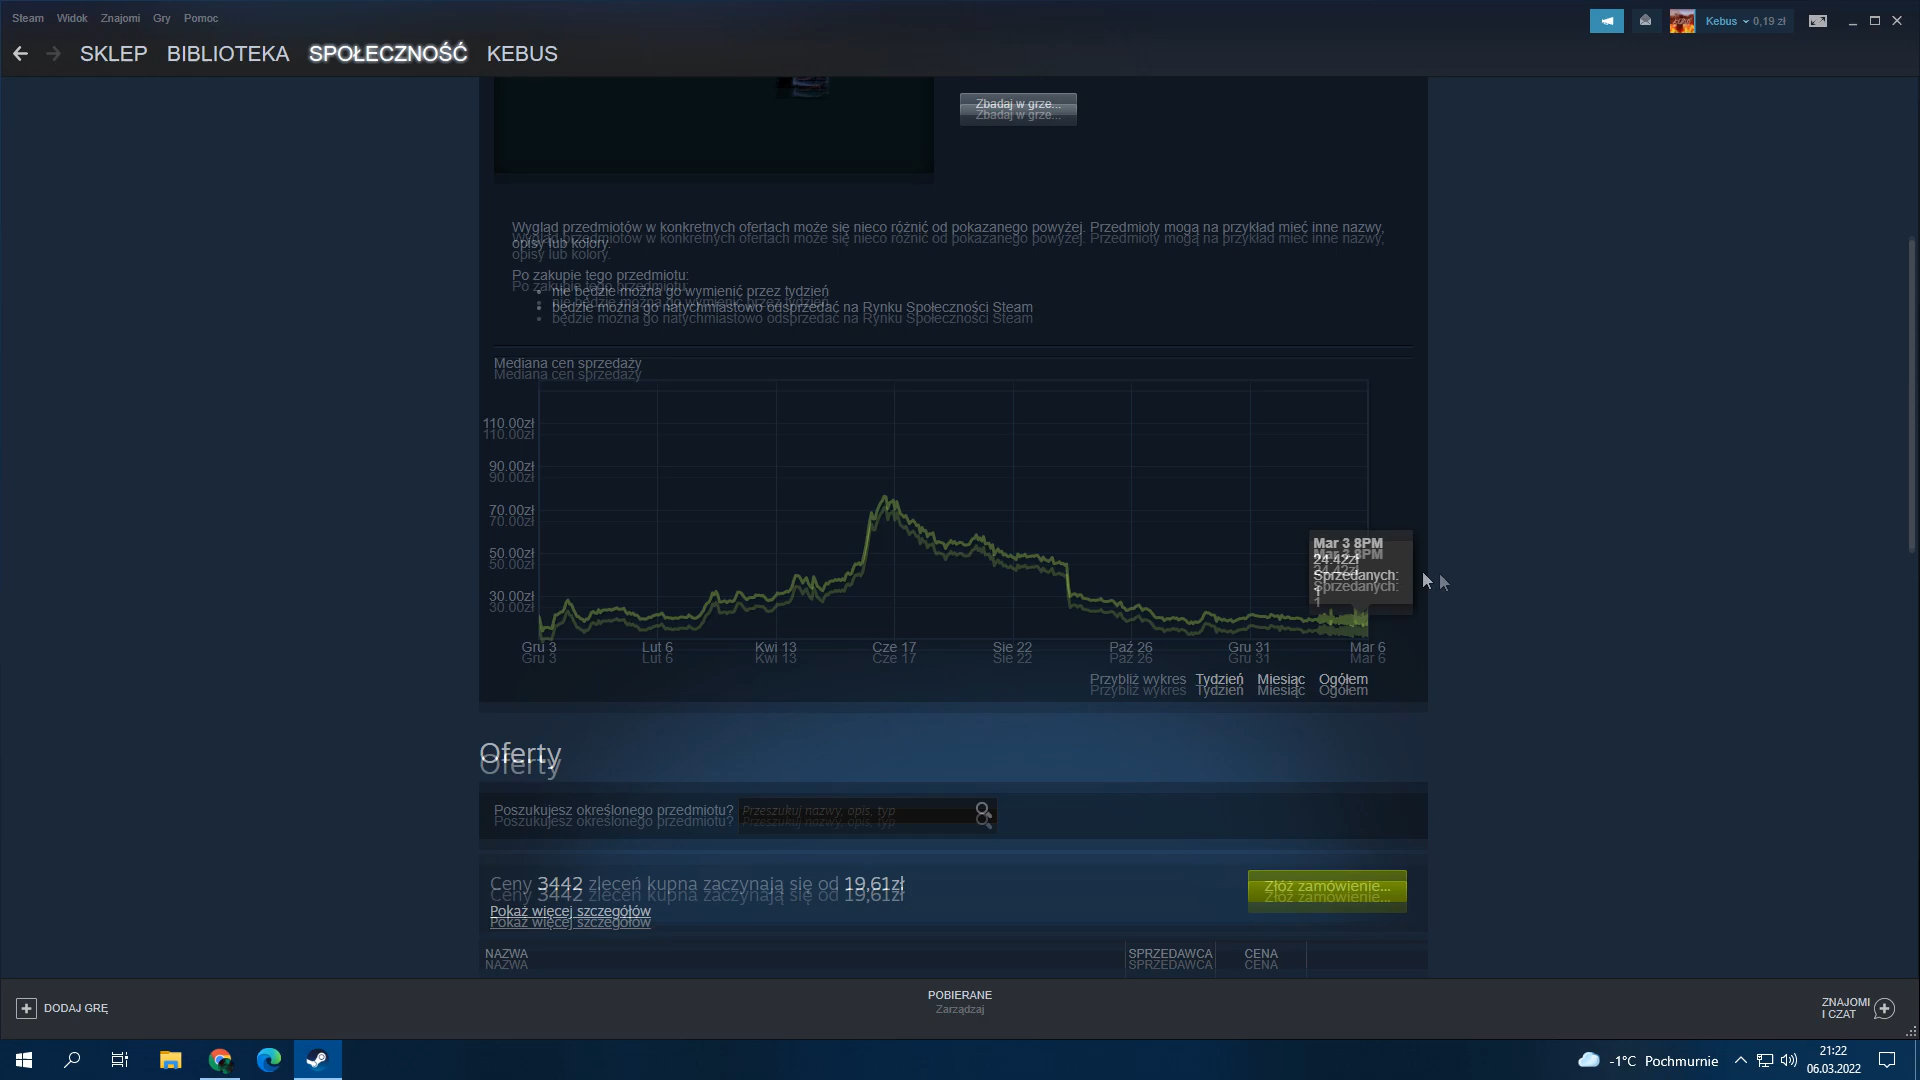 Steam Widok Znajomi Gry Pomoc
Kebus 0,19 zł
SKLEP BIBLIOTEKA SPOŁECZNOŚĆ KEBUS
Zbadaj w grze...
Wygląd przedmiotów w konkretnych ofertach może się nieco różnić od pokazanego powyżej. Przedmioty mogą na przykład mieć inne nazwy,
opisy lub kolory.
Po zakupie tego przedmiotu:
nie będzie można go wymienić przez tydzień
będzie można go natychmiastowo odsprzedać na Rynku Społeczności Steam
Mediana cen sprzedaży
110.00zł
90.00zł
70.00zł
50.00zł
30.00zł
Mar 3 8PM
24.42zł
Sprzedanych:
1
Gru 3 Lut 6 Kwi 13 Cze 17 Sie 22 Paź 26 Gru 31 Mar 6
Przybliż wykres Tydzień Miesiąc Ogółem
Oferty
Poszukujesz określonego przedmiotu? Przeszukuj nazwy, opis, typ
Ceny 3442 zleceń kupna zaczynają się od 19,61zł
Złóż zamówienie...
Pokaż więcej szczegółów
NAZWA SPRZEDAWCA CENA
DODAJ GRĘ
POBIERANE
Zarządzaj
ZNAJOMI
I CZAT
-1°C Pochmurnie
21:22
06.03.2022